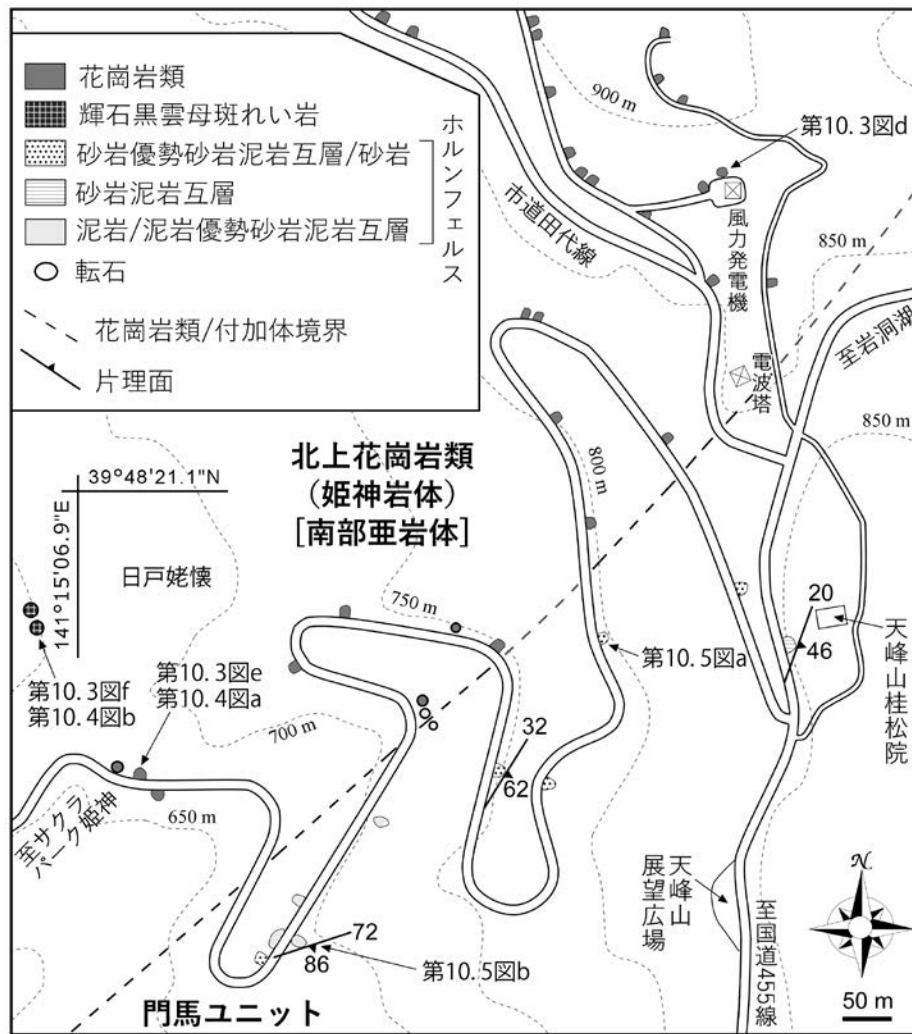 花崗岩類
輝石黒雲母斑れい岩
砂岩優勢砂岩泥岩互層/砂岩
砂岩泥岩互層
泥岩/泥岩優勢砂岩泥岩互層
ホルンフェルス
転石
花崗岩類/付加体境界
片理面
900 m
第10.3図d
市道田代線
風力発電機
850 m
至岩洞湖
電波塔
850 m
39°48'21.1"N
141°15'06.9"E
北上花崗岩類
(姫神岩体)
[南部亜岩体]
800 m
日戸姥懐
750 m
20
46
天峰山桂松院
第10.5図a
第10.3図f
第10.4図b
第10.3図e
第10.4図a
700 m
32
62
至サクラ
パーク姫神
650 m
天峰山
展望広場
N
72
86
第10.5図b
至国道455線
門馬ユニット
50 m